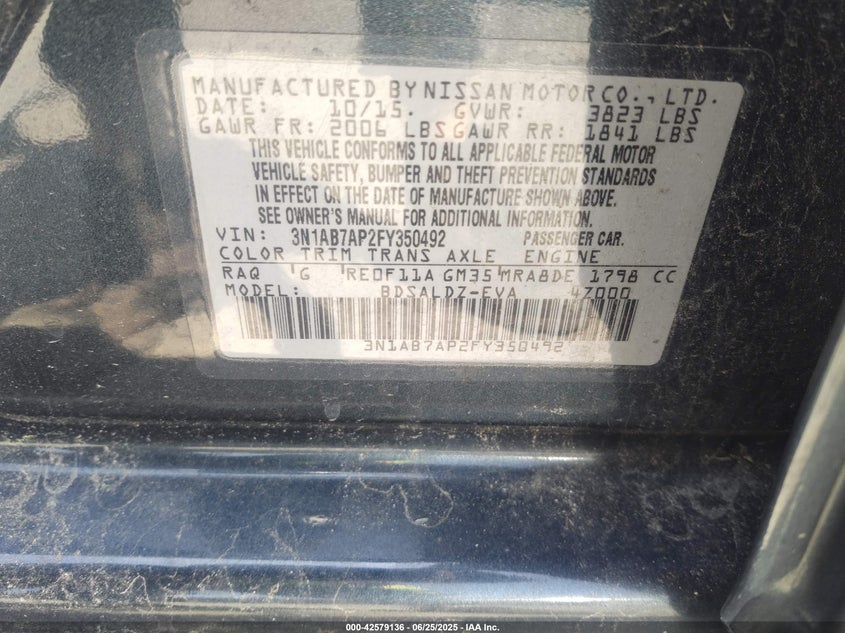 MANUFACTURED BY NISSAN MOTOR CO., LTD.
DATE: 10/15. GVWR: 3823 LBS
GAWR FR: 2006 LBS GAWR RR: 1841 LBS
THIS VEHICLE CONFORMS TO ALL APPLICABLE FEDERAL MOTOR
VEHICLE SAFETY, BUMPER AND THEFT PREVENTION STANDARDS
IN EFFECT ON THE DATE OF MANUFACTURE SHOWN ABOVE.
SEE OWNER'S MANUAL FOR ADDITIONAL INFORMATION.
VIN: 3N1AB7AP2FY350492 PASSENGER CAR.
COLOR TRIM TRANS AXLE ENGINE
RAQ G RE0F11A GM35 MRA8DE 1798 CC
MODEL: BDSALDZ-EVA 4Z000
3N1AB7AP2FY350492
000-42579136 - 06/25/2025 - © IAA Inc.